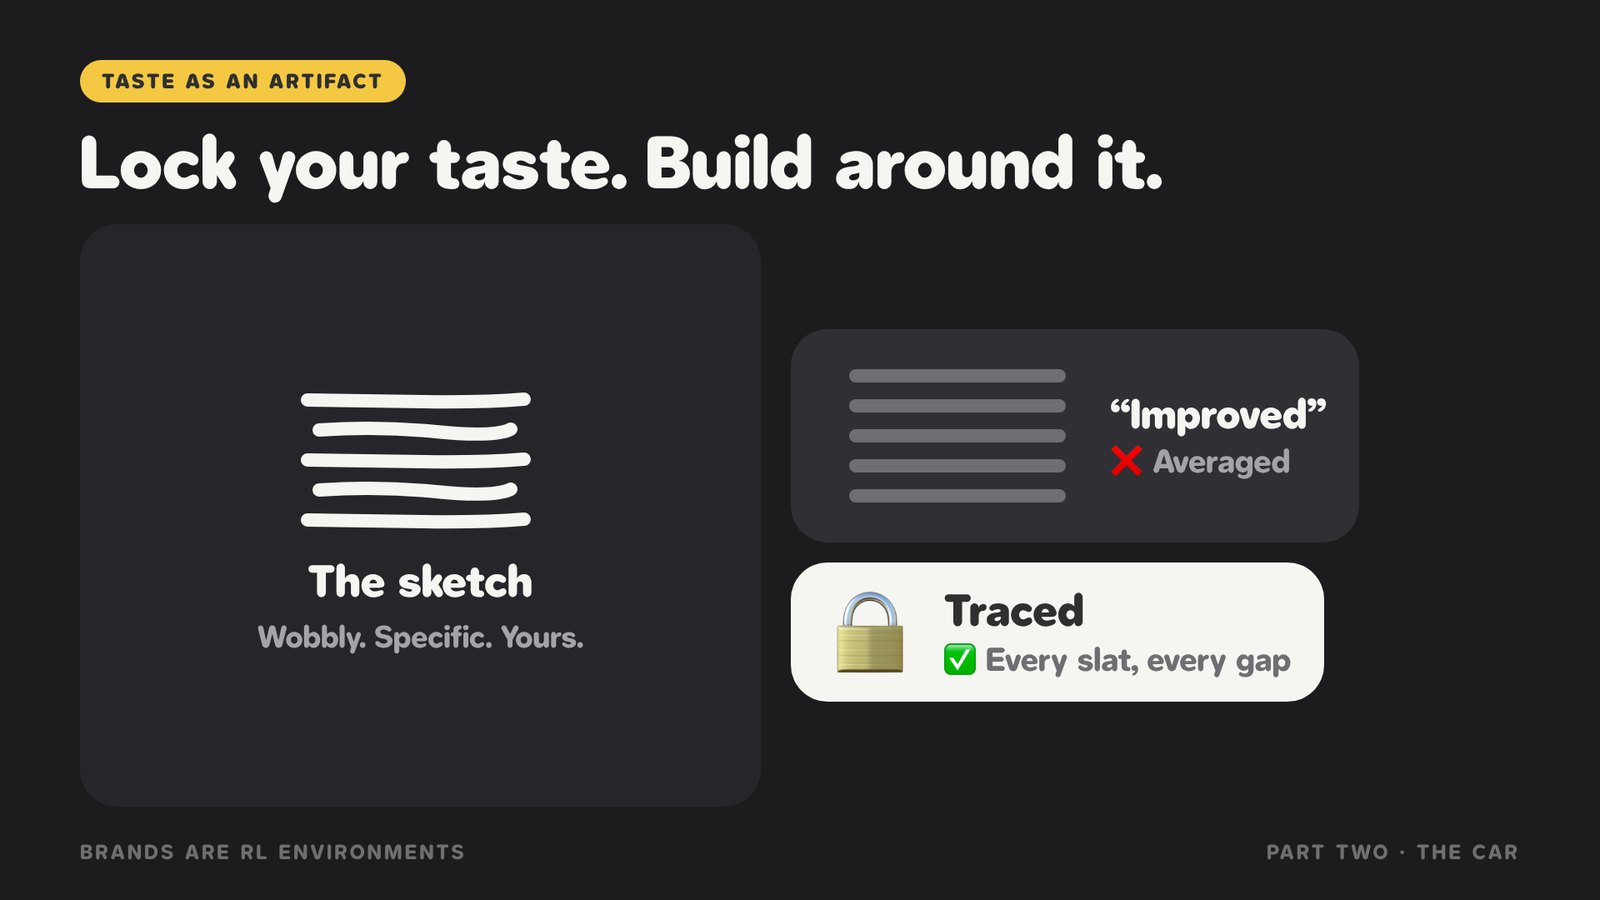 TASTE AS AN ARTIFACT
Lock your taste. Build around it.
The sketch
Wobbly. Specific. Yours.
“Improved”
❌ Averaged
Traced
✅ Every slat, every gap
BRANDS ARE RL ENVIRONMENTS
PART TWO · THE CAR